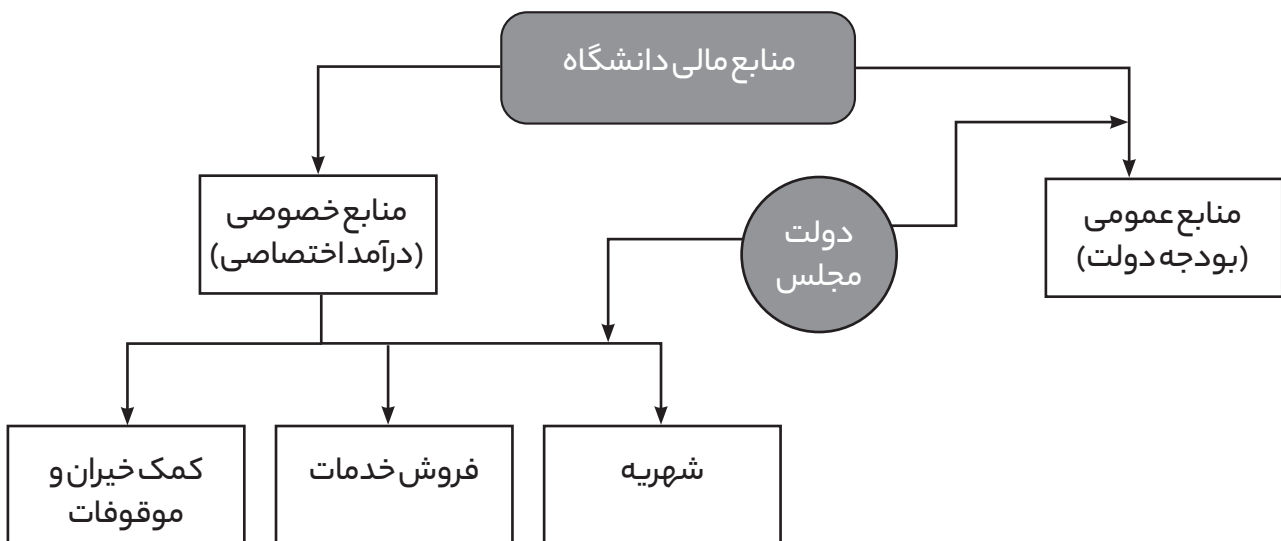 منابع مالی دانشگاه
منابع عمومی
(بودجه دولت)
دولت
مجلس
منابع خصوصی
(درآمد اختصاصی)
شهریه
فروش خدمات
کمک خیران و
موقوفات